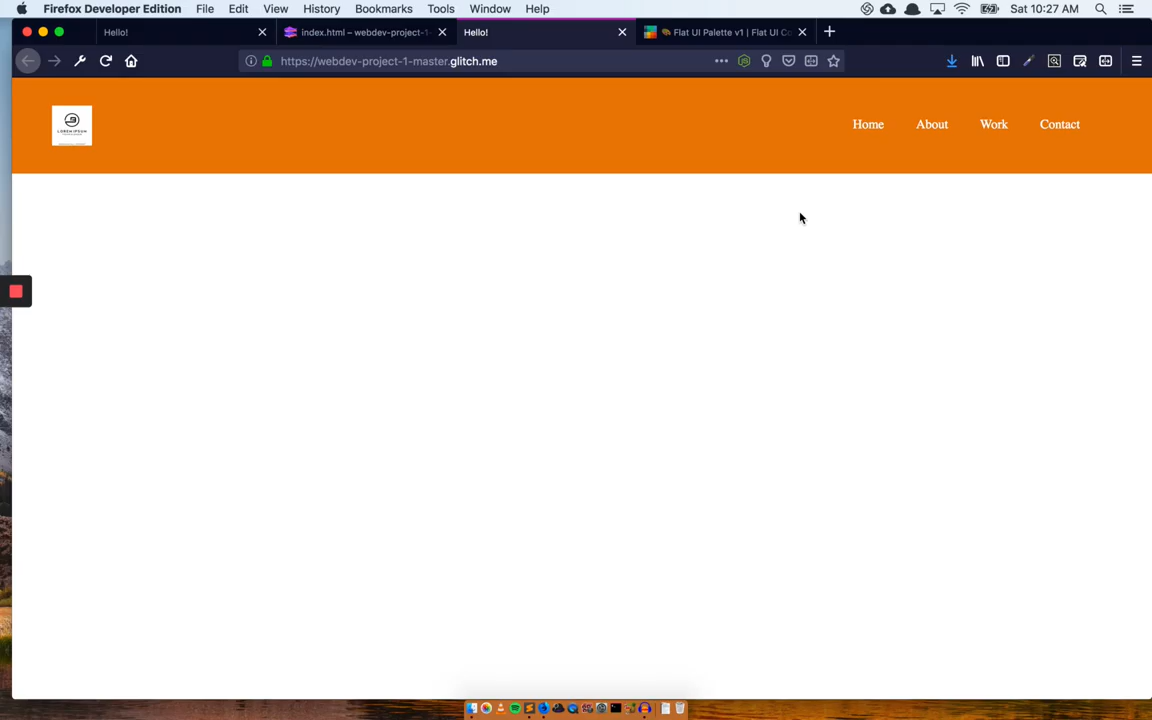 Firefox Developer Edition File Edit View History Bookmarks Tools Window Help Sat 10:27 AM
Hello! index.html – webdev-project-1- Hello! Flat UI Palette v1 | Flat UI Co
https://webdev-project-1-master.glitch.me
LOREM IPSUM
Home About Work Contact